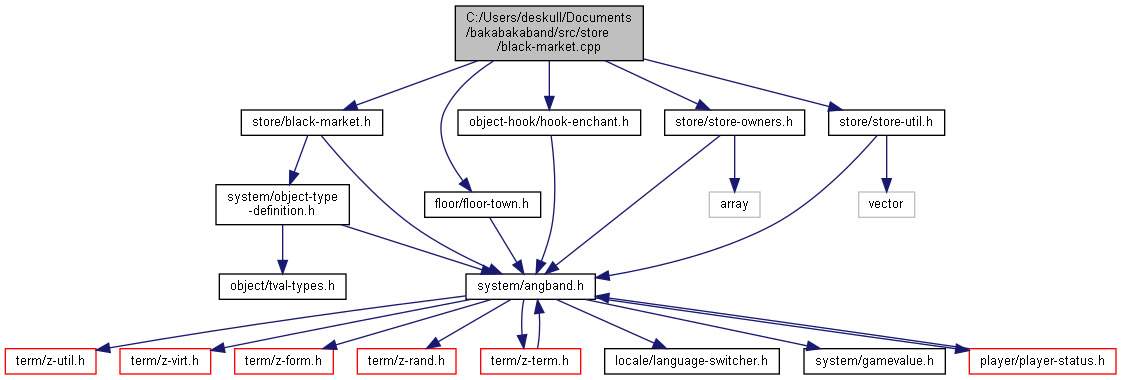 C:/Users/deskull/Documents
/bakabakaband/src/store
/black-market.cpp
store/black-market.h
object-hook/hook-enchant.h
store/store-owners.h
store/store-util.h
system/object-type
-definition.h
floor/floor-town.h
array
vector
object/tval-types.h
system/angband.h
term/z-util.h
term/z-virt.h
term/z-form.h
term/z-rand.h
term/z-term.h
locale/language-switcher.h
system/gamevalue.h
player/player-status.h